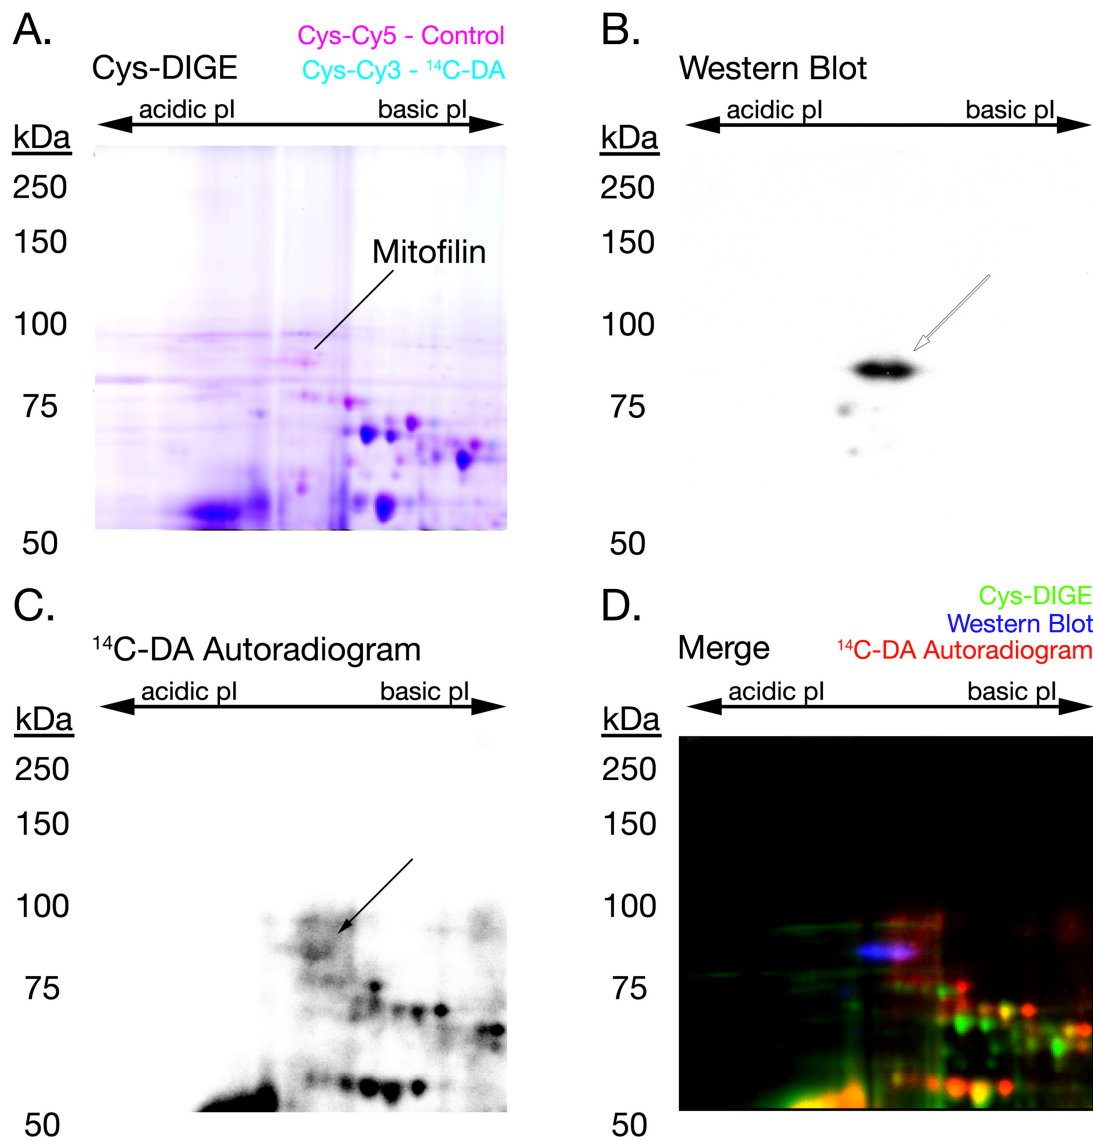 A.
Cys-Cy5 - Control
Cys-DIGE
Cys-Cy3 - ¹⁴C-DA
acidic pI
basic pI
kDa
250
150
100
75
50
Mitofilin
B.
Western Blot
acidic pI
basic pI
kDa
250
150
100
75
50
C.
¹⁴C-DA Autoradiogram
acidic pI
basic pI
kDa
250
150
100
75
50
D.
Cys-DIGE
Western Blot
Merge
¹⁴C-DA Autoradiogram
acidic pI
basic pI
kDa
250
150
100
75
50